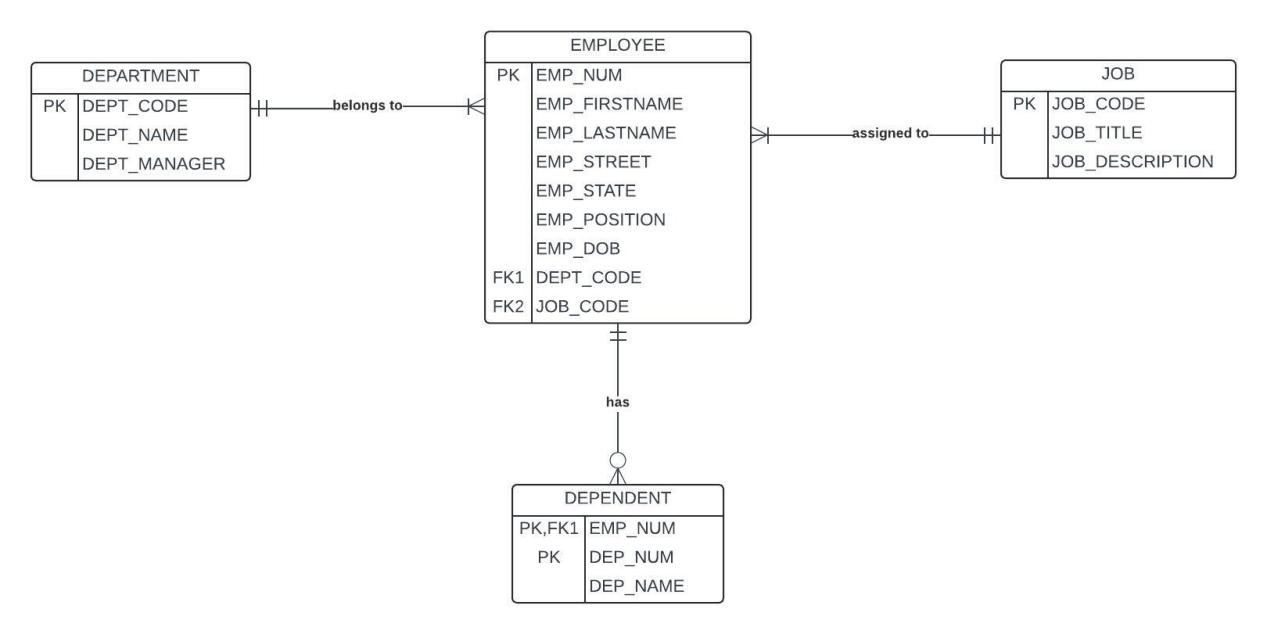 DEPARTMENT
PK DEPT_CODE
DEPT_NAME
DEPT_MANAGER
belongs to
EMPLOYEE
PK EMP_NUM
EMP_FIRSTNAME
EMP_LASTNAME
EMP_STREET
EMP_STATE
EMP_POSITION
EMP_DOB
FK1 DEPT_CODE
FK2 JOB_CODE
assigned to
JOB
PK JOB_CODE
JOB_TITLE
JOB_DESCRIPTION
has
DEPENDENT
PK,FK1 EMP_NUM
PK DEP_NUM
DEP_NAME